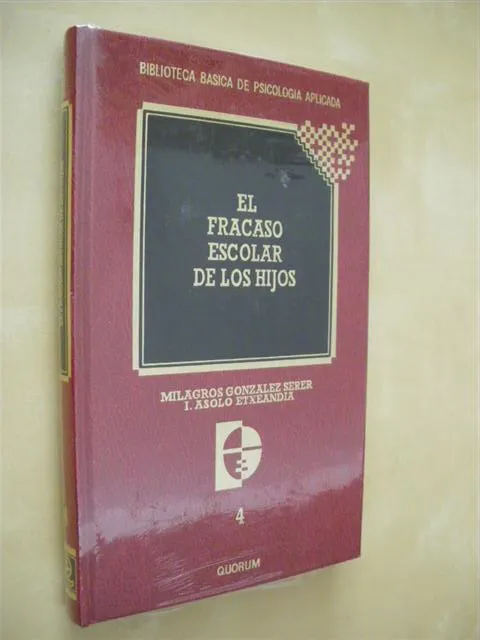 BIBLIOTECA BASICA DE PSICOLOGIA APLICADA
EL
FRACASO
ESCOLAR
DE LOS HIJOS
MILAGROS GONZALEZ SERER
I. ASOLO ETXEANDIA
4
QUORUM